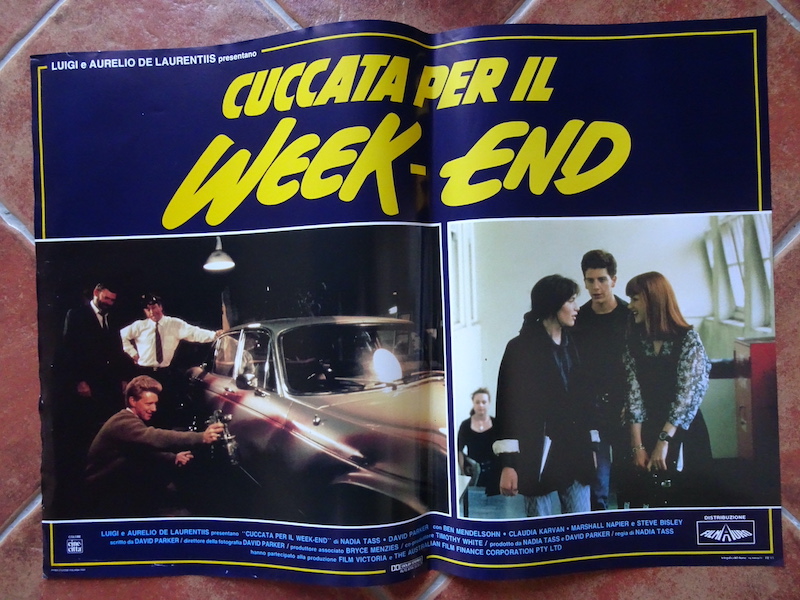 LUIGI e AURELIO DE LAURENTIIS presentano
CUCCATA PER IL
WEEK-END
LUIGI e AURELIO DE LAURENTIIS presentano "CUCCATA PER IL WEEK-END" di NADIA TASS • DAVID PARKER con BEN MENDELSOHN • CLAUDIA KARVAN • MARSHALL NAPIER e STEVE BISLEY
scritto da DAVID PARKER / direttore della fotografia DAVID PARKER / produttore associato BRYCE MENZIES / TIMOTHY WHITE / prodotto da NADIA TASS e DAVID PARKER / regia di NADIA TASS
hanno partecipato alla produzione FILM VICTORIA e THE AUSTRALIAN FILM FINANCE CORPORATION PTY LTD
cine
città
DISTRIBUZIONE
FILMAURO